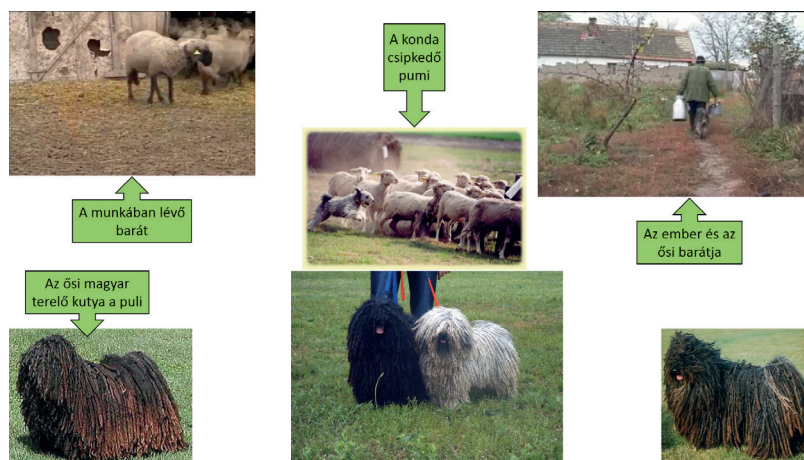 A konda
csipkedő
pumi
A munkában lévő
barát
Az ember és az
ősi barátja
Az ősi magyar
terelő kutya a puli